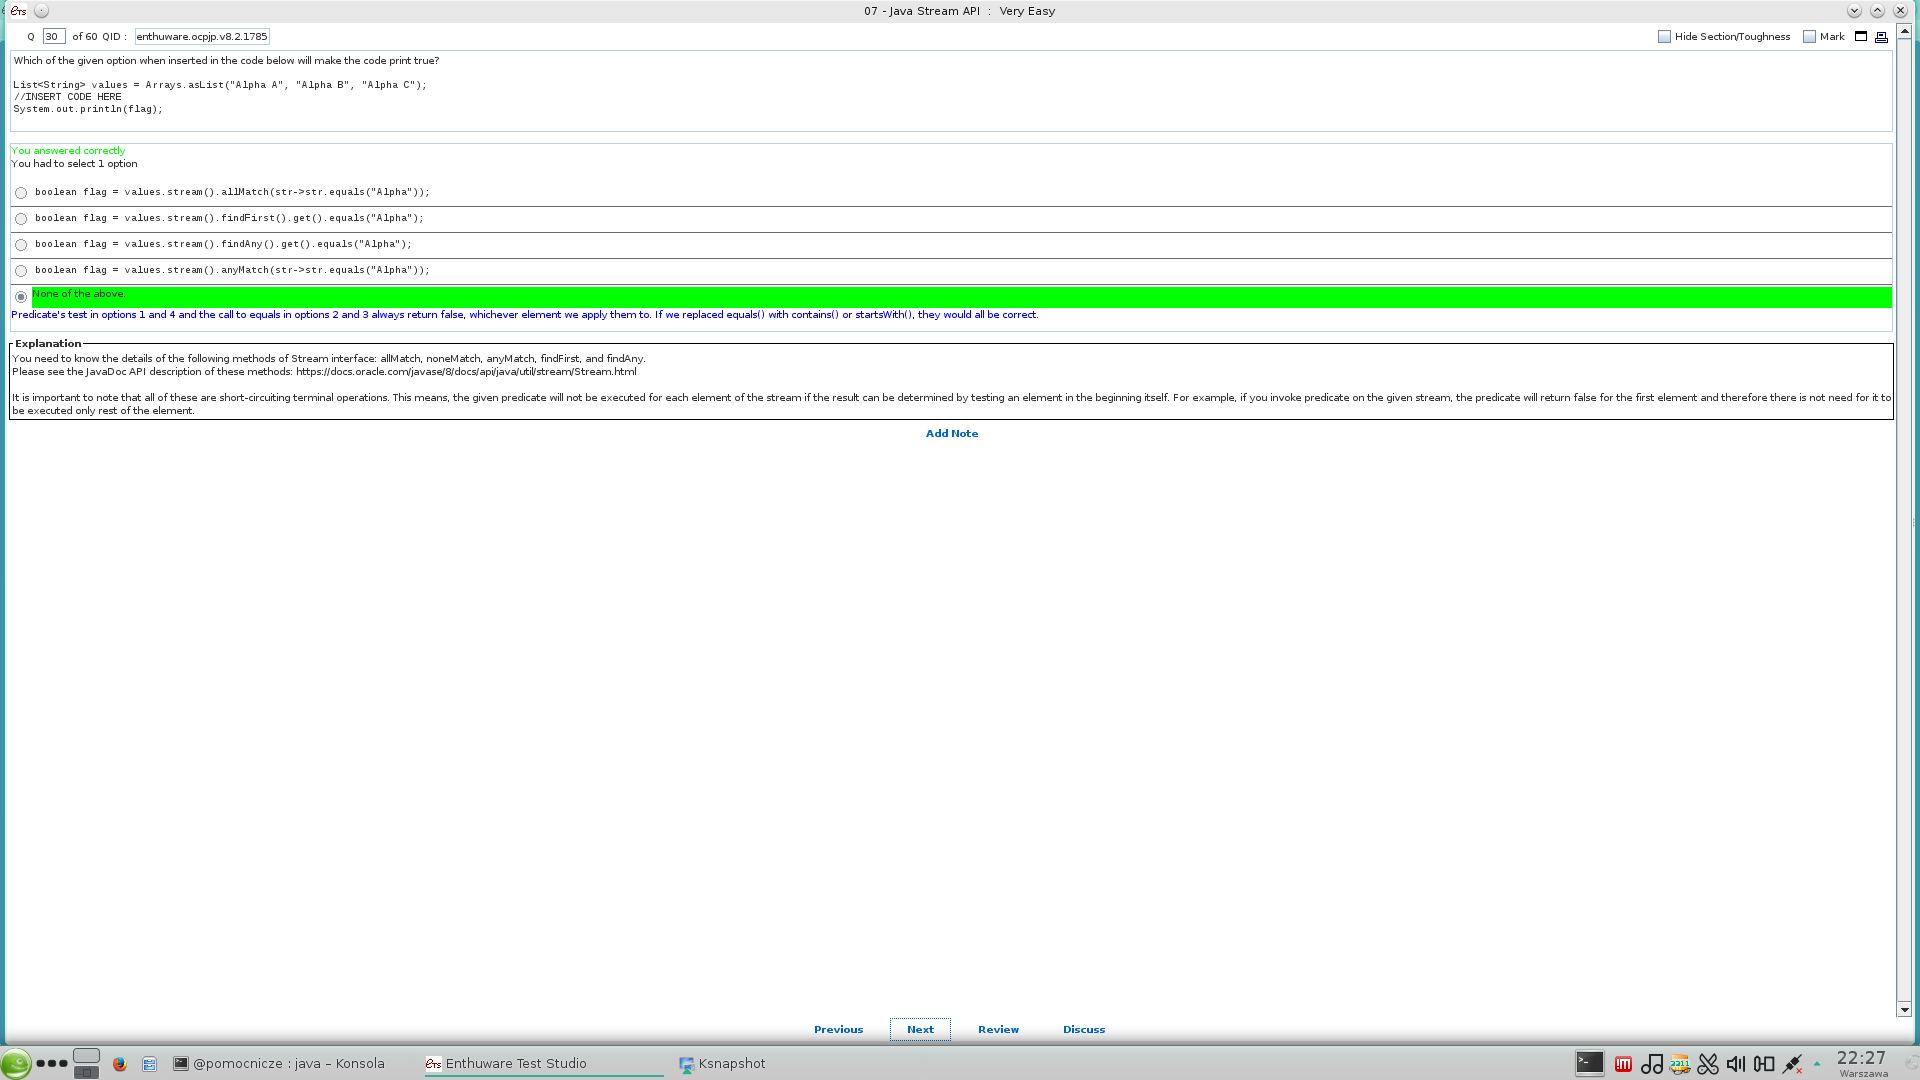 ETS
07 - Java Stream API : Very Easy
Q 30 of 60 QID : enthuware.ocpjp.v8.2.1785
Hide Section/Toughness Mark
Which of the given option when inserted in the code below will make the code print true?
List<String> values = Arrays.asList("Alpha A", "Alpha B", "Alpha C");
//INSERT CODE HERE
System.out.println(flag);
You answered correctly
You had to select 1 option
boolean flag = values.stream().allMatch(str->str.equals("Alpha"));
boolean flag = values.stream().findFirst().get().equals("Alpha");
boolean flag = values.stream().findAny().get().equals("Alpha");
boolean flag = values.stream().anyMatch(str->str.equals("Alpha"));
None of the above.
Predicate's test in options 1 and 4 and the call to equals in options 2 and 3 always return false, whichever element we apply them to. If we replaced equals() with contains() or startsWith(), they would all be correct.
Explanation
You need to know the details of the following methods of Stream interface: allMatch, noneMatch, anyMatch, findFirst, and findAny.
Please see the JavaDoc API description of these methods: https://docs.oracle.com/javase/8/docs/api/java/util/stream/Stream.html
It is important to note that all of these are short-circuiting terminal operations. This means, the given predicate will not be executed for each element of the stream if the result can be determined by testing an element in the beginning itself. For example, if you invoke predicate on the given stream, the predicate will return false for the first element and therefore there is not need for it to
be executed only rest of the element.
Add Note
Previous Next Review Discuss
@pomocnicze : java – Konsola
ETS Enthuware Test Studio
Ksnapshot
22:27
Warszawa